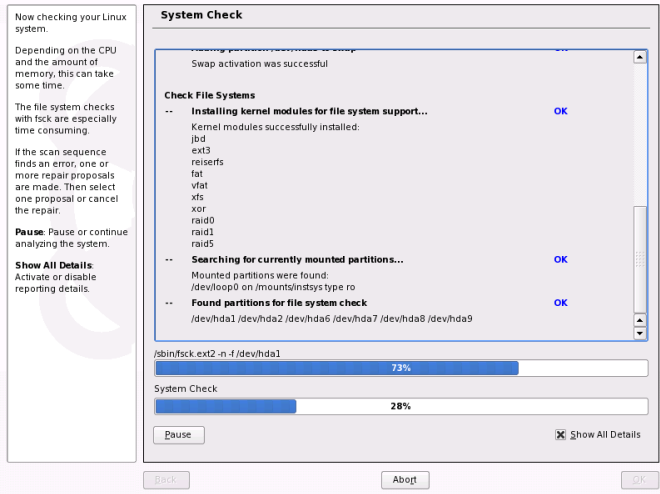 Now checking your Linux
system.
Depending on the CPU
and the amount of
memory, this can take
some time.
The file system checks
with fsck are especially
time consuming.
If the scan sequence
finds an error, one or
more repair proposals
are made. Then select
one proposal or cancel
the repair.
Pause: Pause or continue
analyzing the system.
Show All Details:
Activate or disable
reporting details.
System Check
Swap activation was successful
Check File Systems
-- Installing kernel modules for file system support... OK
Kernel modules successfully installed:
jbd
ext3
reiserfs
fat
vfat
xfs
xor
raid0
raid1
raid5
-- Searching for currently mounted partitions... OK
Mounted partitions were found:
/dev/loop0 on /mounts/instsys type ro
-- Found partitions for file system check OK
/dev/hda1 /dev/hda2 /dev/hda6 /dev/hda7 /dev/hda8 /dev/hda9
/sbin/fsck.ext2 -n -f /dev/hda1
73%
System Check
28%
Pause
Show All Details
Back
Abort
OK